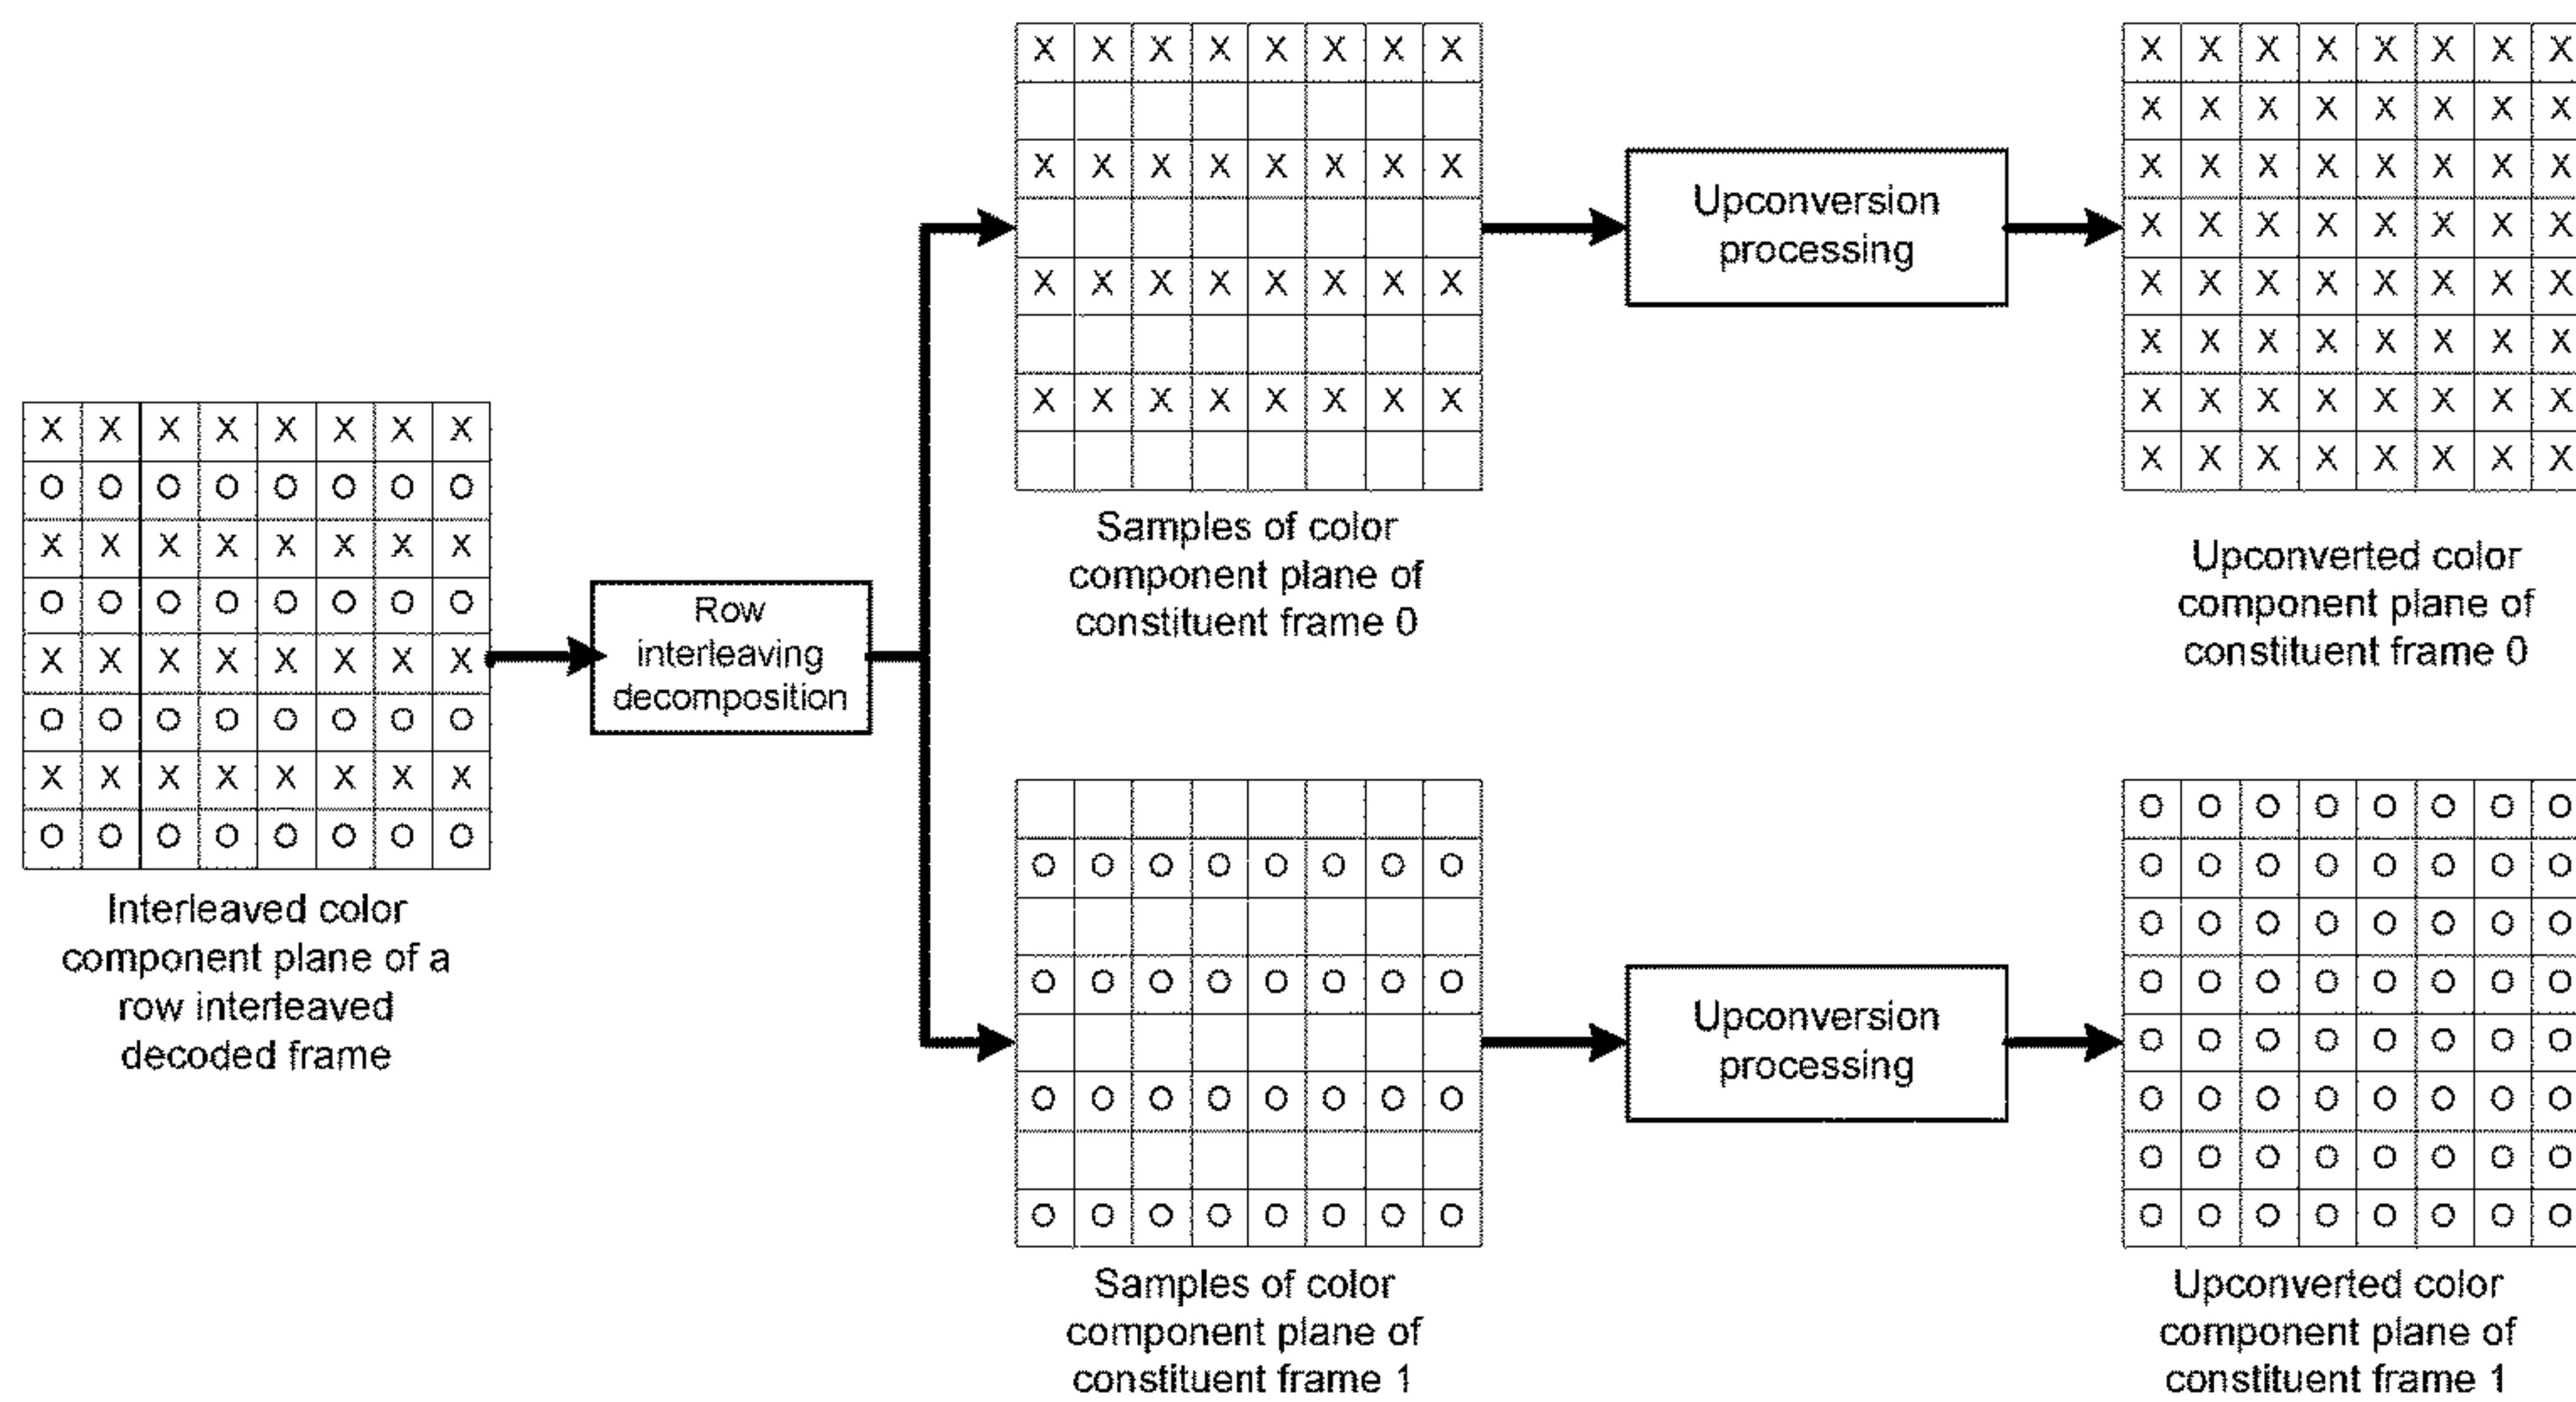 X X X X X X X X
O O O O O O O O
X X X X X X X X
O O O O O O O O
X X X X X X X X
O O O O O O O O
X X X X X X X X
O O O O O O O O
Interleaved color
component plane of a
row interleaved
decoded frame
Row
interleaving
decomposition
X X X X X X X X
X X X X X X X X
X X X X X X X X
X X X X X X X X
Samples of color
component plane of
constituent frame 0
Upconversion
processing
X X X X X X X X
X X X X X X X X
X X X X X X X X
X X X X X X X X
X X X X X X X X
X X X X X X X X
X X X X X X X X
X X X X X X X X
Upconverted color
component plane of
constituent frame 0
O O O O O O O O
O O O O O O O O
O O O O O O O O
O O O O O O O O
Samples of color
component plane of
constituent frame 1
Upconversion
processing
O O O O O O O O
O O O O O O O O
O O O O O O O O
O O O O O O O O
O O O O O O O O
O O O O O O O O
O O O O O O O O
O O O O O O O O
Upconverted color
component plane of
constituent frame 1